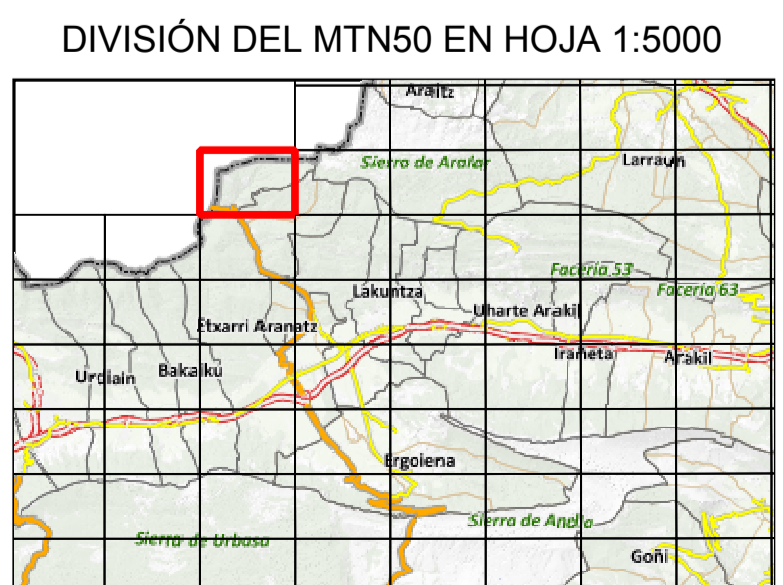 DIVISIÓN DEL MTN50 EN HOJA 1:5000
Araitz
Sierra de Aralar
Larraun
Facería 53
Facería 63
Lakuntza
Uharte Arakil
Etxarri Aranatz
Irañeta
Arakil
Urdiain
Bakaiku
Ergoiena
Sierra de Andia
Sierra de Urbasa
Goñi